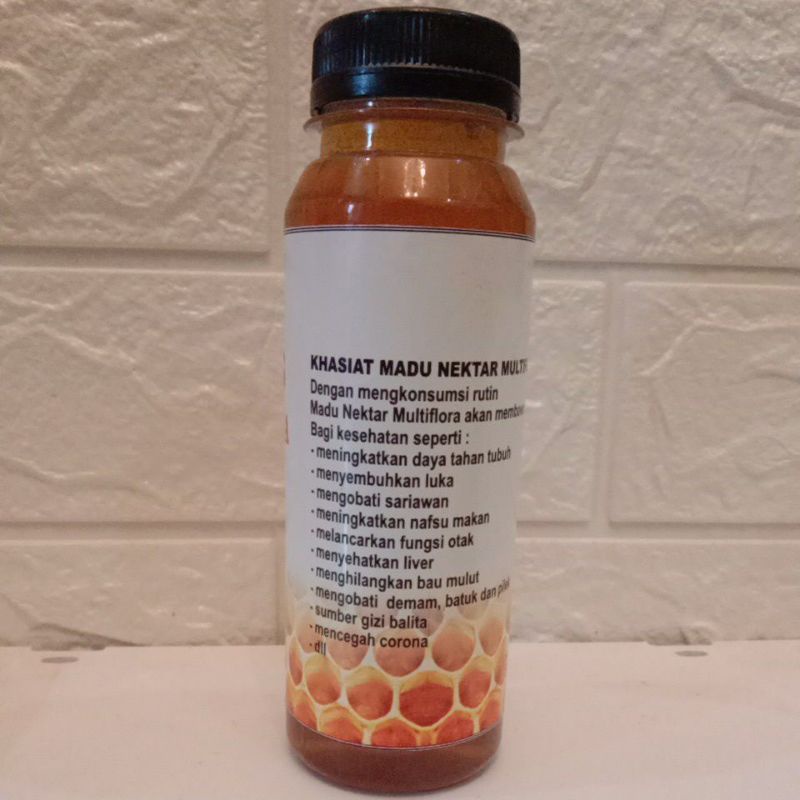 KHASIAT MADU NEKTAR
Dengan mengkonsumsi rutin
Madu Nektar Multiflora akan
Bagi kesehatan seperti :
- meningkatkan daya tahan tubuh
- menyembuhkan luka
- mengobati sariawan
- meningkatkan nafsu makan
- melancarkan fungsi otak
- menyehatkan liver
- menghilangkan bau mulut
- mengobati demam, batuk dan
- sumber gizi balita
- mencegah corona
- dll